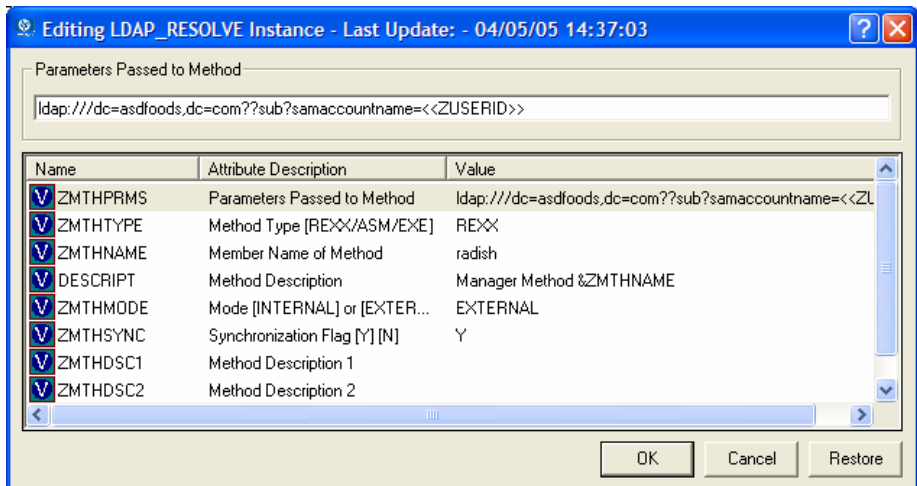 Editing LDAP_RESOLVE Instance - Last Update: - 04/05/05 14:37:03
Parameters Passed to Method
ldap:///dc=asdfoods,dc=com??sub?samaccountname=<<ZUSERID>>
Name Attribute Description Value
V ZMTHPRMS Parameters Passed to Method ldap:///dc=asdfoods,dc=com??sub?samaccountname=<<ZU
V ZMTHTYPE Method Type [REXX/ASM/EXE] REXX
V ZMTHNAME Member Name of Method radish
V DESCRIPT Method Description Manager Method &ZMTHNAME
V ZMTHMODE Mode [INTERNAL] or [EXTER... EXTERNAL
V ZMTHSYNC Synchronization Flag [Y] [N] Y
V ZMTHDSC1 Method Description 1
V ZMTHDSC2 Method Description 2
OK Cancel Restore